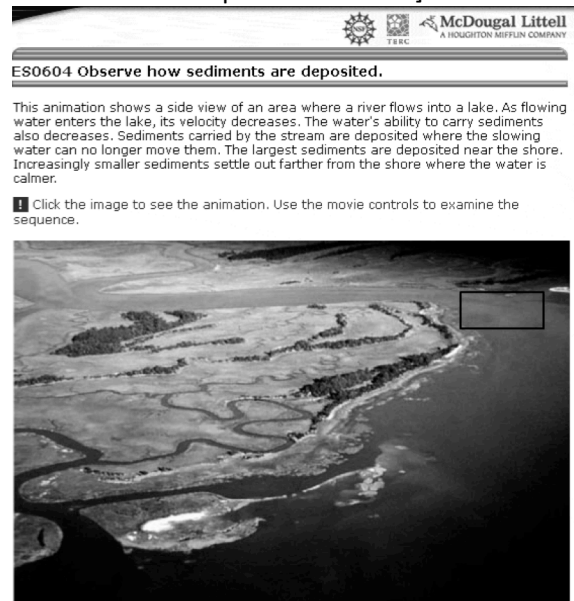 NSF
TERC
McDougal Littell
A HOUGHTON MIFFLIN COMPANY
ES0604 Observe how sediments are deposited.
This animation shows a side view of an area where a river flows into a lake. As flowing
water enters the lake, its velocity decreases. The water's ability to carry sediments
also decreases. Sediments carried by the stream are deposited where the slowing
water can no longer move them. The largest sediments are deposited near the shore.
Increasingly smaller sediments settle out farther from the shore where the water is
calmer.
! Click the image to see the animation. Use the movie controls to examine the
sequence.